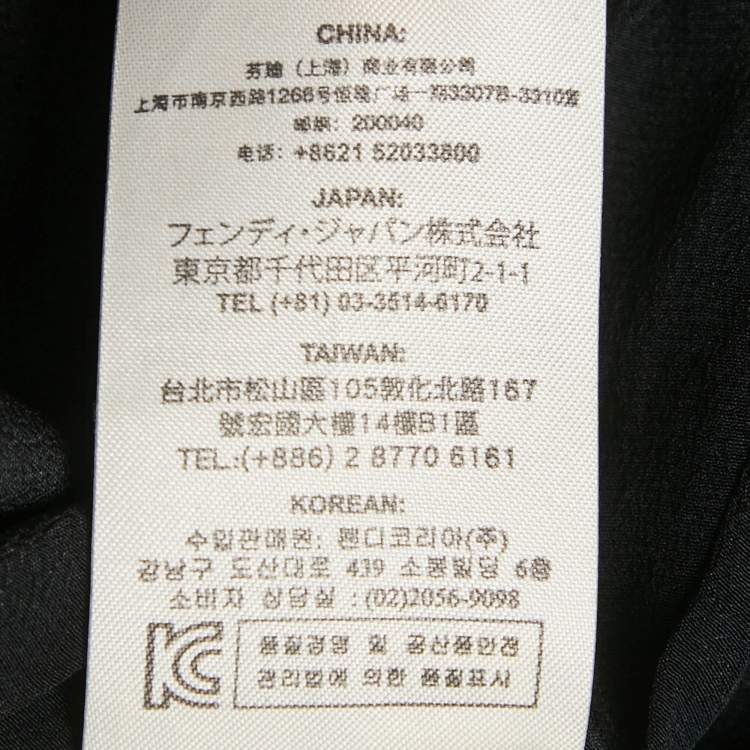 CHINA:
芬迪（上海）商业有限公司
上海市南京西路1266号恒隆广场一期3307B-3310室
邮编：200040
电话：+8621 52033800
JAPAN:
フェンディ・ジャパン株式会社
東京都千代田区平河町2-1-1
TEL (+81) 03-3514-6170
TAIWAN:
台北市松山區105敦化北路167
號宏國大樓14樓B1區
TEL.:(+886) 2 8770 6161
KOREAN:
수입판매원: 펜디코리아(주)
강남구 도산대로 439 소봉빌딩 6층
소비자 상담실 : (02)2056-9098
KC
품질경영 및 공산품안전
관리법에 의한 품질표시